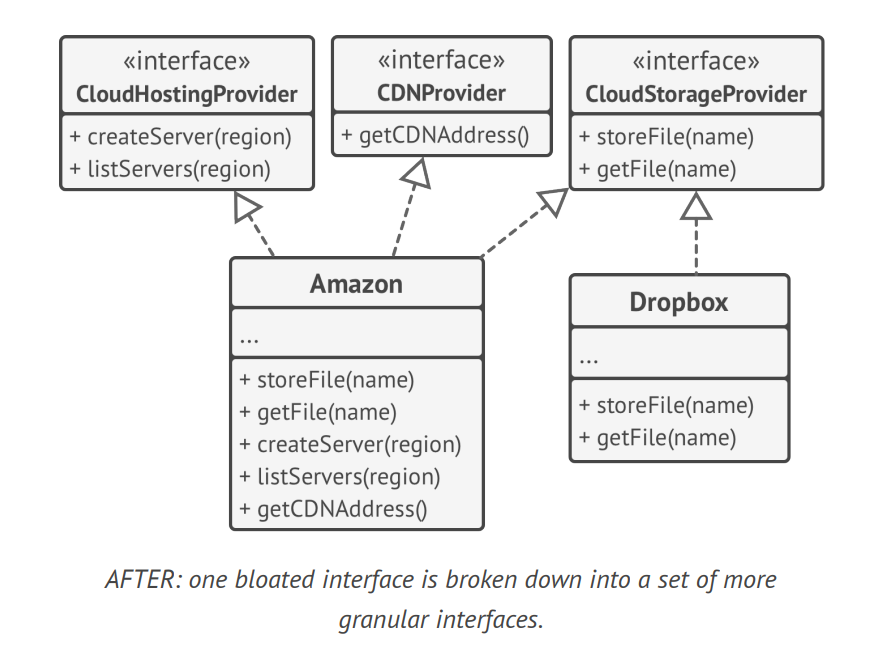 «interface»
CloudHostingProvider
+ createServer(region)
+ listServers(region)
«interface»
CDNProvider
+ getCDNAddress()
«interface»
CloudStorageProvider
+ storeFile(name)
+ getFile(name)
Amazon
...
+ storeFile(name)
+ getFile(name)
+ createServer(region)
+ listServers(region)
+ getCDNAddress()
Dropbox
...
+ storeFile(name)
+ getFile(name)
AFTER: one bloated interface is broken down into a set of more
granular interfaces.